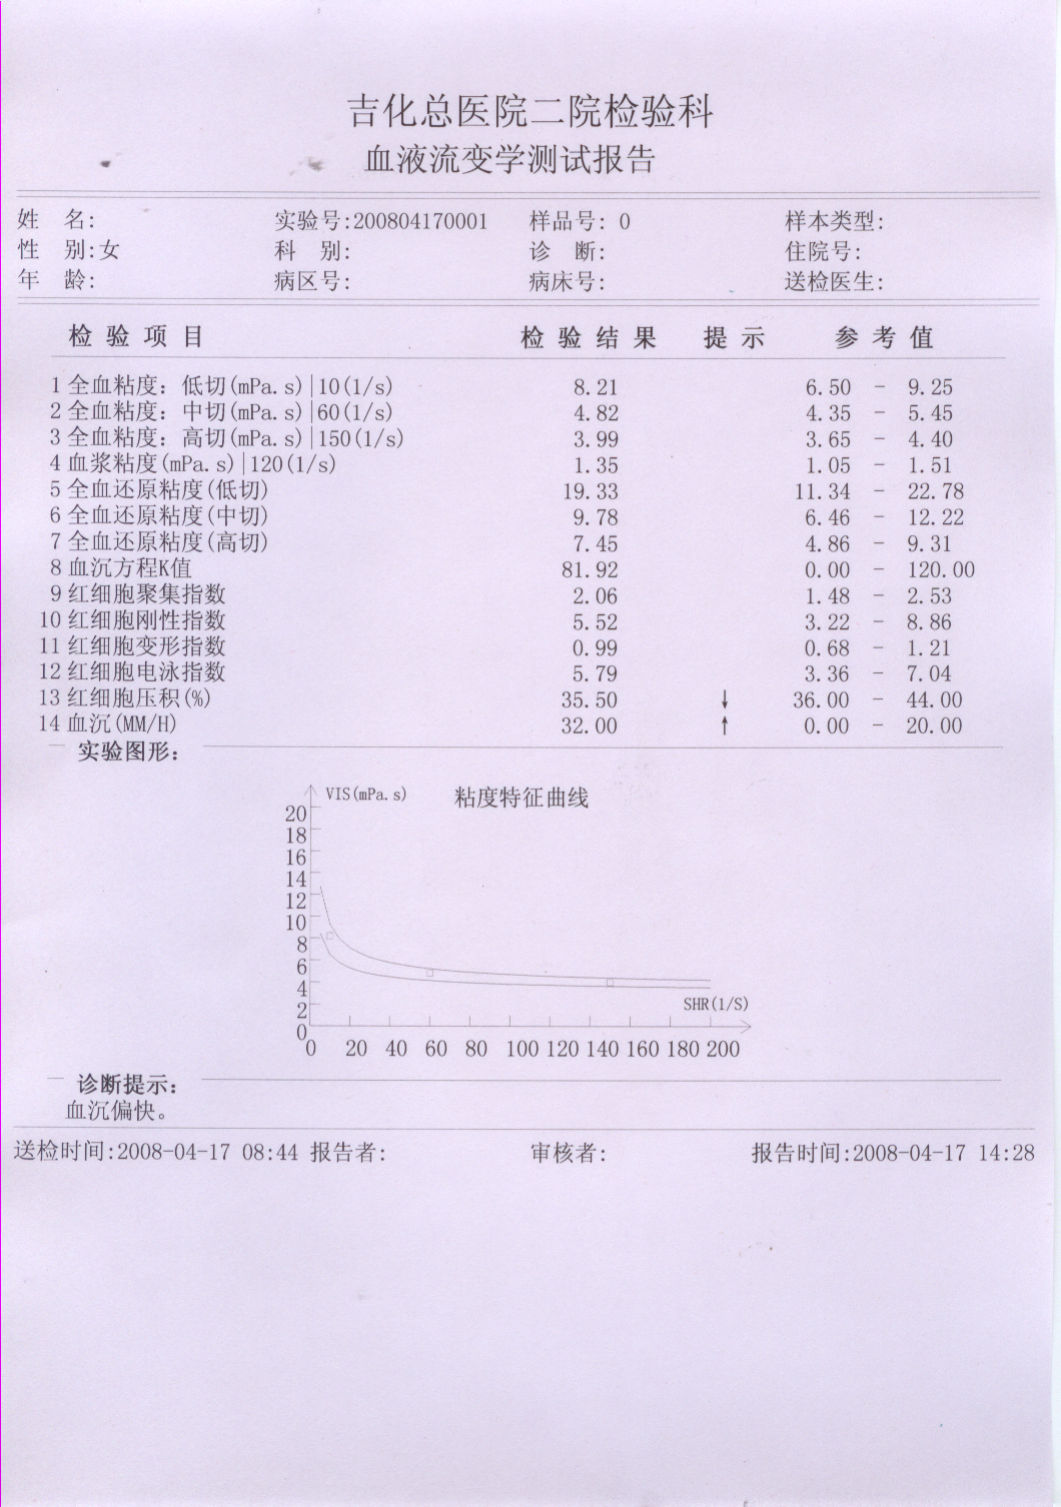 吉化总医院二院检验科
血液流变学测试报告
姓 名: 实验号:200804170001 样品号: 0 样本类型:
性 别:女 科 别: 诊 断: 住院号:
年 龄: 病区号: 病床号: 送检医生:
检 验 项 目 检 验 结 果 提 示 参 考 值
1 全血粘度: 低切(mPa.s)|10(1/s) 8.21 6.50 - 9.25
2 全血粘度: 中切(mPa.s)|60(1/s) 4.82 4.35 - 5.45
3 全血粘度: 高切(mPa.s)|150(1/s) 3.99 3.65 - 4.40
4 血浆粘度(mPa.s)|120(1/s) 1.35 1.05 - 1.51
5 全血还原粘度(低切) 19.33 11.34 - 22.78
6 全血还原粘度(中切) 9.78 6.46 - 12.22
7 全血还原粘度(高切) 7.45 4.86 - 9.31
8 血沉方程K值 81.92 0.00 - 120.00
9 红细胞聚集指数 2.06 1.48 - 2.53
10 红细胞刚性指数 5.52 3.22 - 8.86
11 红细胞变形指数 0.99 0.68 - 1.21
12 红细胞电泳指数 5.79 3.36 - 7.04
13 红细胞压积(%) 35.50 ↓ 36.00 - 44.00
14 血沉(MM/H) 32.00 ↑ 0.00 - 20.00
实验图形:
VIS(mPa.s) 粘度特征曲线
20
18
16
14
12
10
8
6
4
2
0
SHR(1/S)
0 20 40 60 80 100 120 140 160 180 200
诊断提示:
血沉偏快。
送检时间:2008-04-17 08:44 报告者: 审核者: 报告时间:2008-04-17 14:28